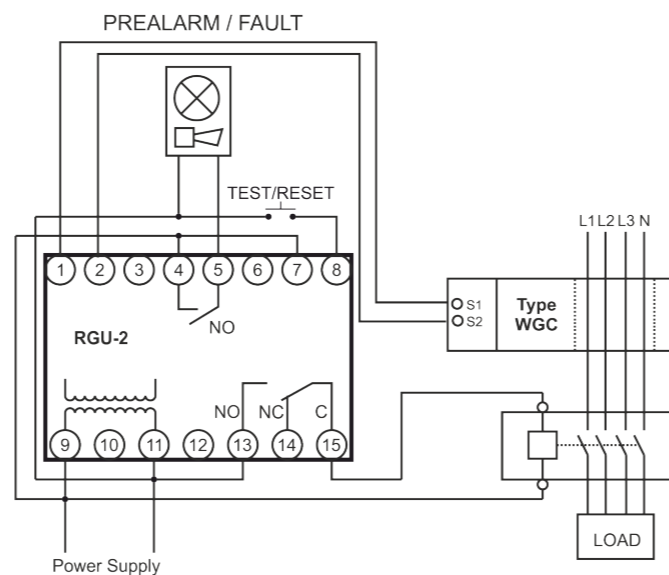 PREALARM / FAULT
TEST/RESET
L1 L2 L3 N
1 2 3 4 5 6 7 8
S1
S2
Type
WGC
NO
RGU-2
NO NC C
9 10 11 12 13 14 15
LOAD
Power Supply